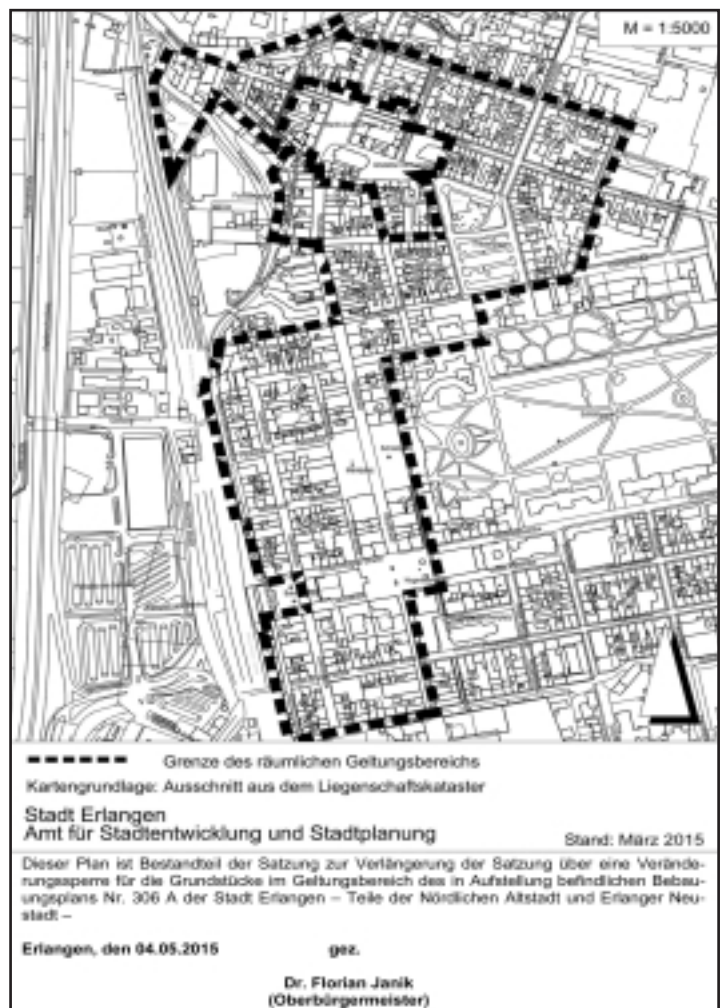 M = 1:5000
Grenze des räumlichen Geltungsbereichs
Kartengrundlage: Ausschnitt aus dem Liegenschaftskataster
Stadt Erlangen
Amt für Stadtentwicklung und Stadtplanung
Stand: März 2015
Dieser Plan ist Bestandteil der Satzung zur Verlängerung der Satzung über eine Verände-
rungssperre für die Grundstücke im Geltungsbereich des in Aufstellung befindlichen Bebau-
ungsplans Nr. 306 A der Stadt Erlangen – Teile der Nördlichen Altstadt und Erlanger Neu-
stadt –
Erlangen, den 04.05.2015 gez.
Dr. Florian Janik
(Oberbürgermeister)